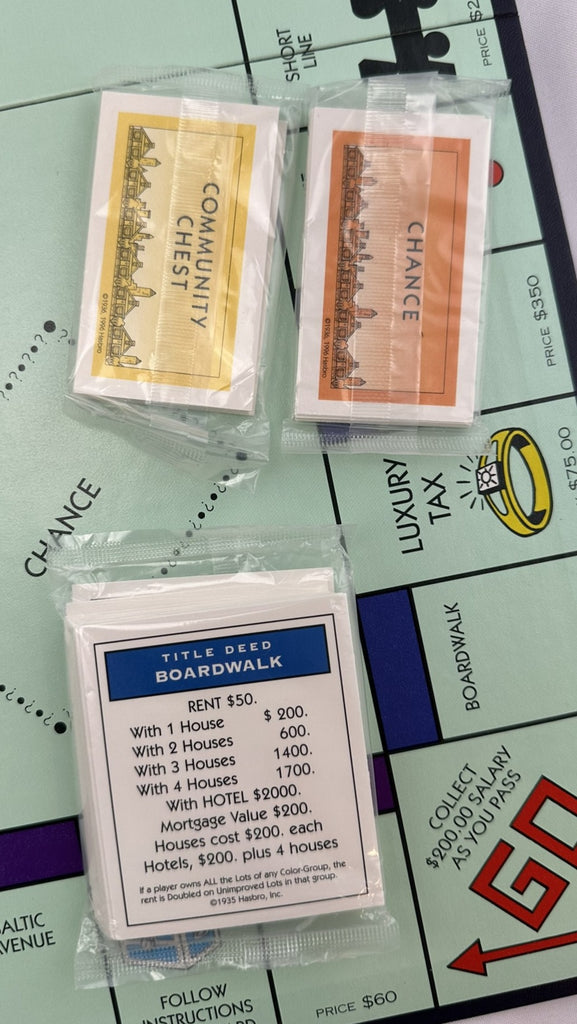 SHORT
LINE
PRICE $2
COMMUNITY
CHEST
©1936, 1996 Hasbro
CHANCE
©1936, 1996 Hasbro
PRICE $350
LUXURY
TAX
$75.00
CHANCE
BOARDWALK
TITLE DEED
BOARDWALK
RENT $50.
With 1 House $ 200.
With 2 Houses 600.
With 3 Houses 1400.
With 4 Houses 1700.
With HOTEL $2000.
Mortgage Value $200.
Houses cost $200. each
Hotels, $200. plus 4 houses
If a player owns ALL the Lots of any Color-Group, the
rent is Doubled on Unimproved Lots in that group.
©1935 Hasbro, Inc.
COLLECT
$200.00 SALARY
AS YOU PASS
GO
ALTIC
VENUE
FOLLOW
INSTRUCTIONS
RD
PRICE $60